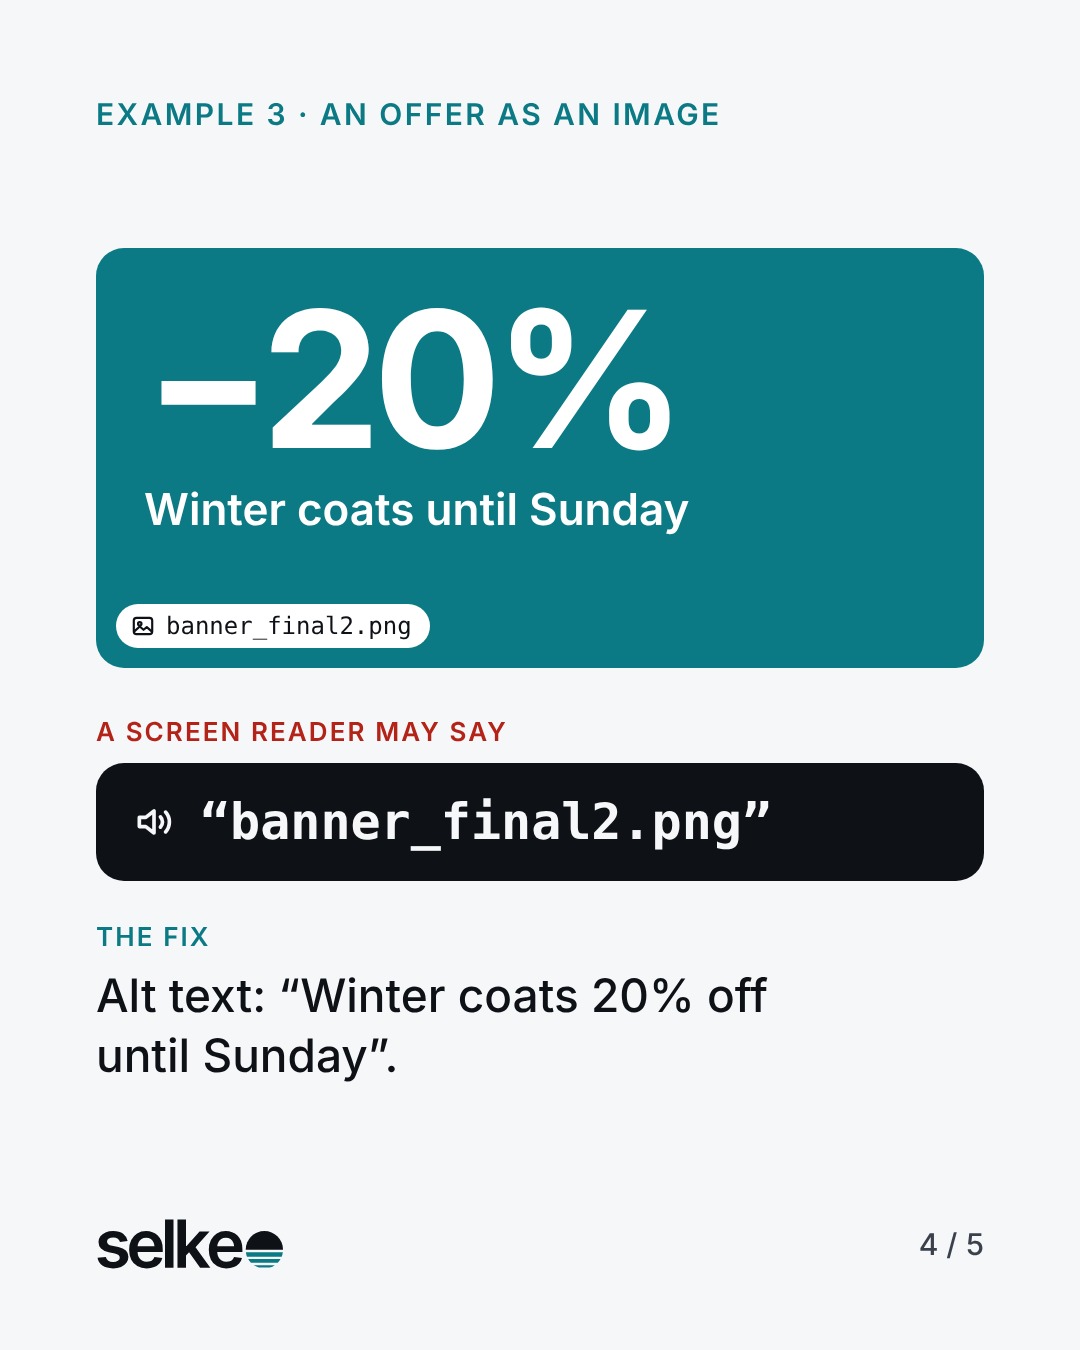 EXAMPLE 3 · AN OFFER AS AN IMAGE
–20%
Winter coats until Sunday
banner_final2.png
A SCREEN READER MAY SAY
“banner_final2.png”
THE FIX
Alt text: “Winter coats 20% off
until Sunday”.
selkeo
4 / 5